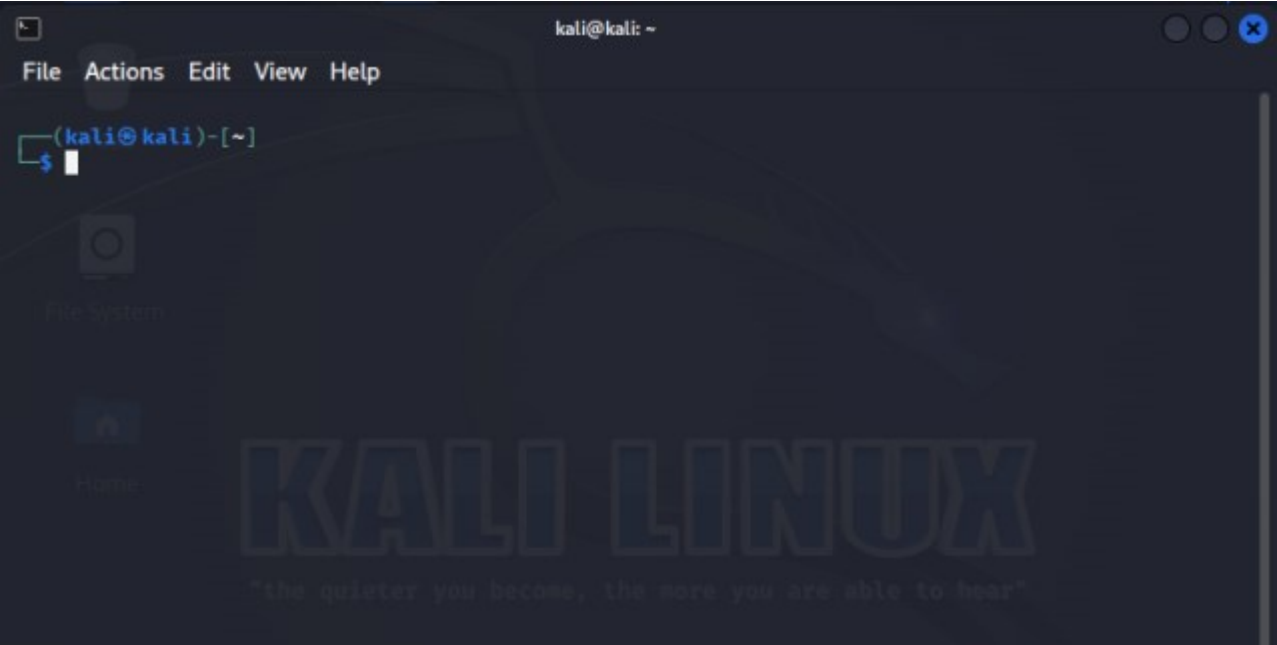 kali@kali: ~
File Actions Edit View Help
┌──(kali㉿kali)-[~]
└─$
File System
Home
KALI LINUX
"the quieter you become, the more you are able to hear"